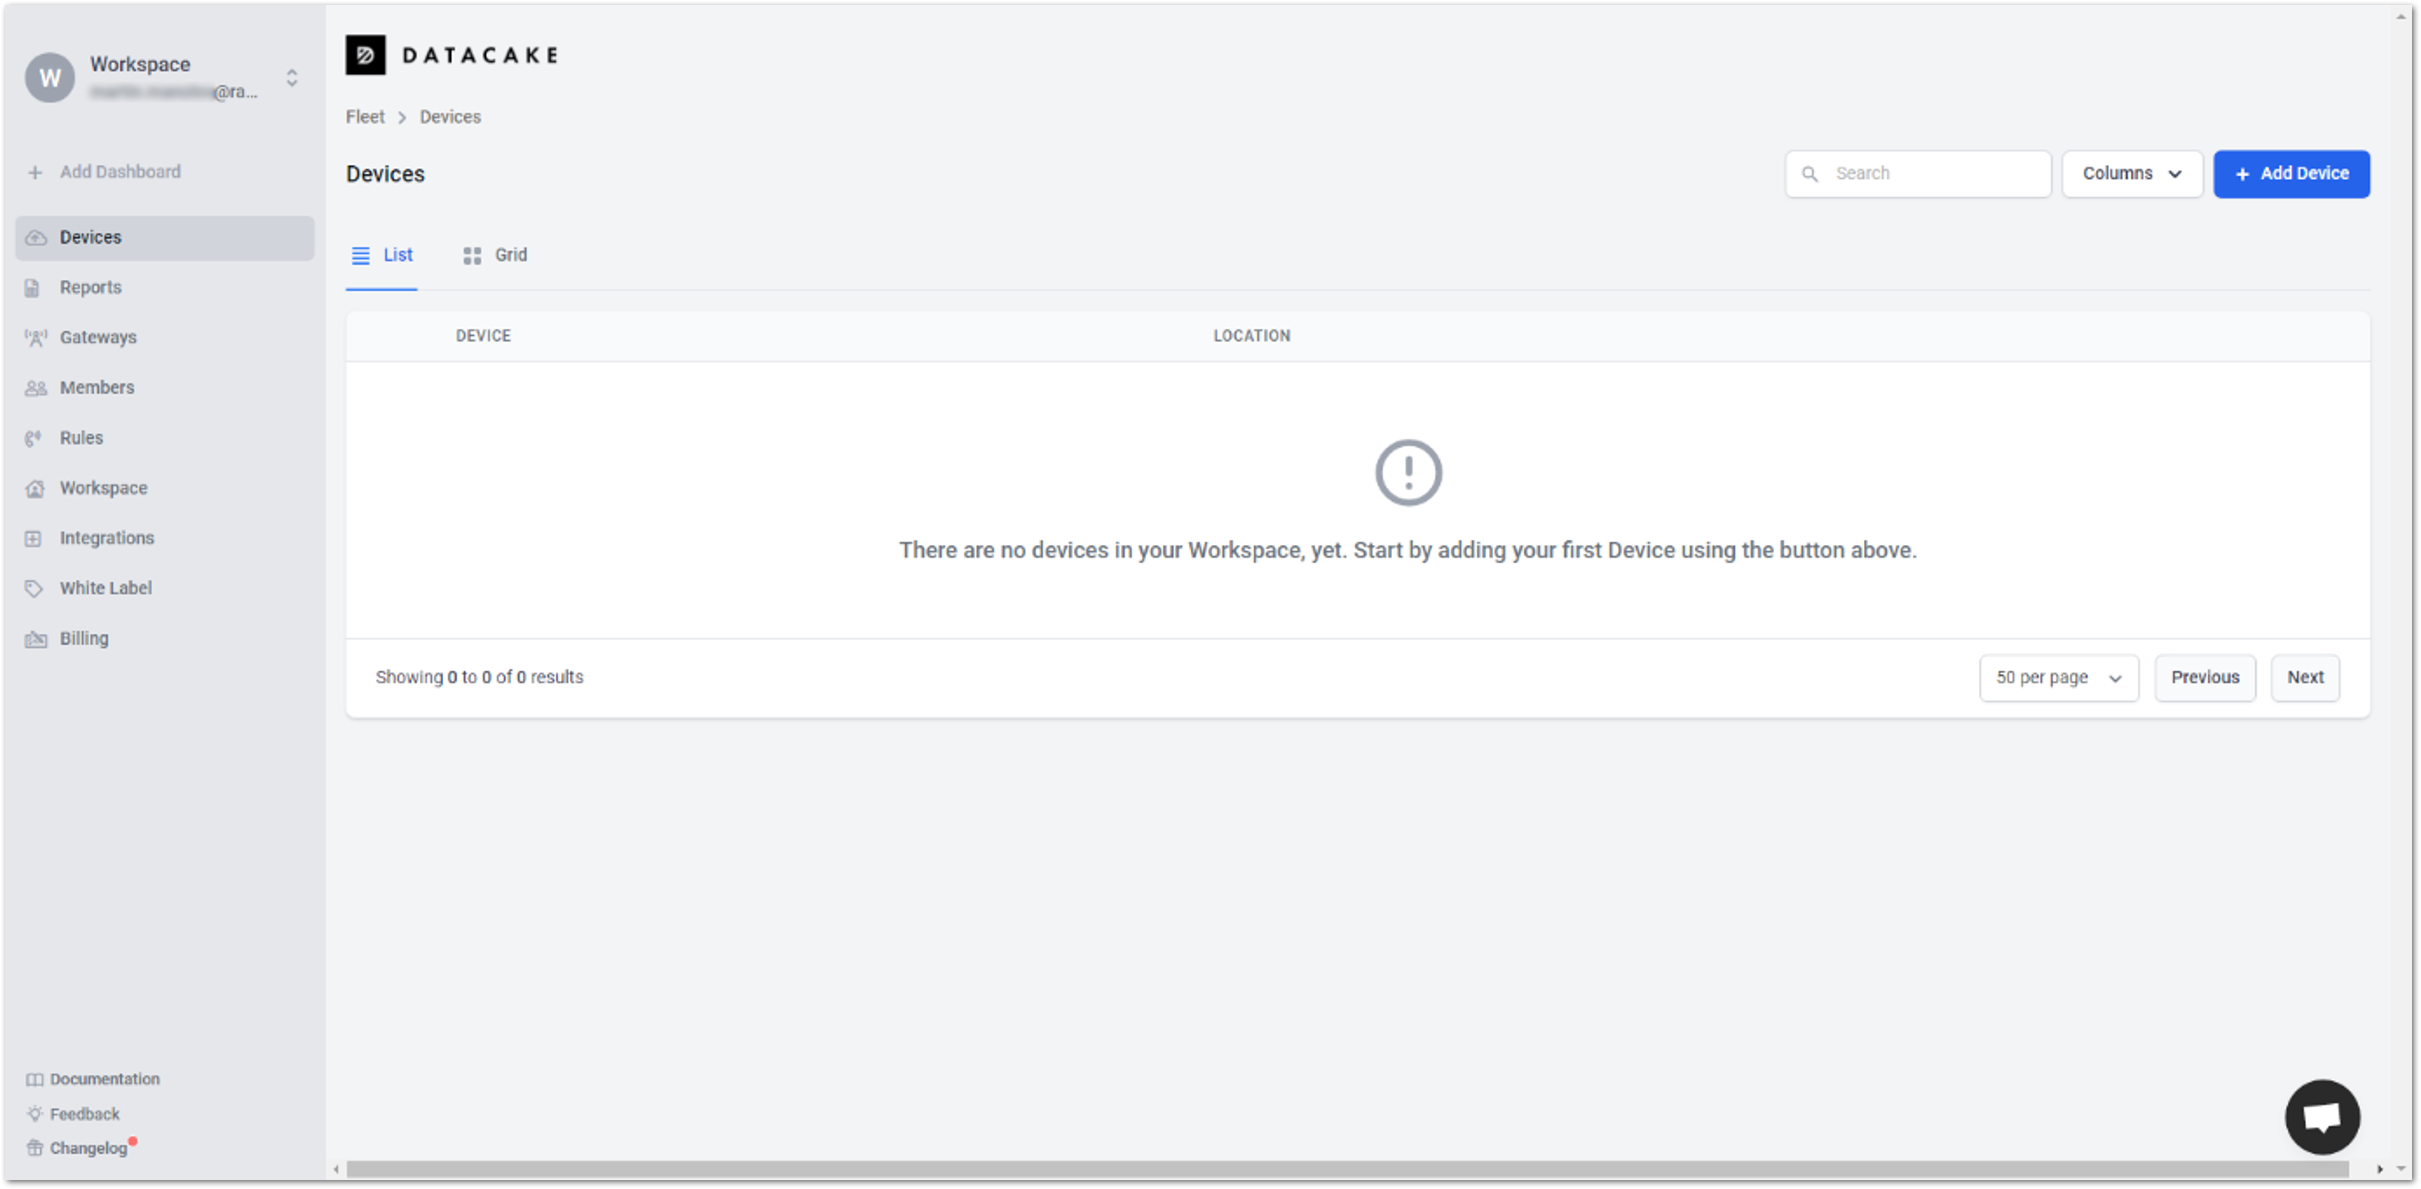 W
Workspace
@ra...
Add Dashboard
Devices
Reports
Gateways
Members
Rules
Workspace
Integrations
White Label
Billing
Documentation
Feedback
Changelog
DATACAKE
Fleet > Devices
Devices
Search
Columns
+ Add Device
List
Grid
DEVICE
LOCATION
There are no devices in your Workspace, yet. Start by adding your first Device using the button above.
Showing 0 to 0 of 0 results
50 per page
Previous
Next